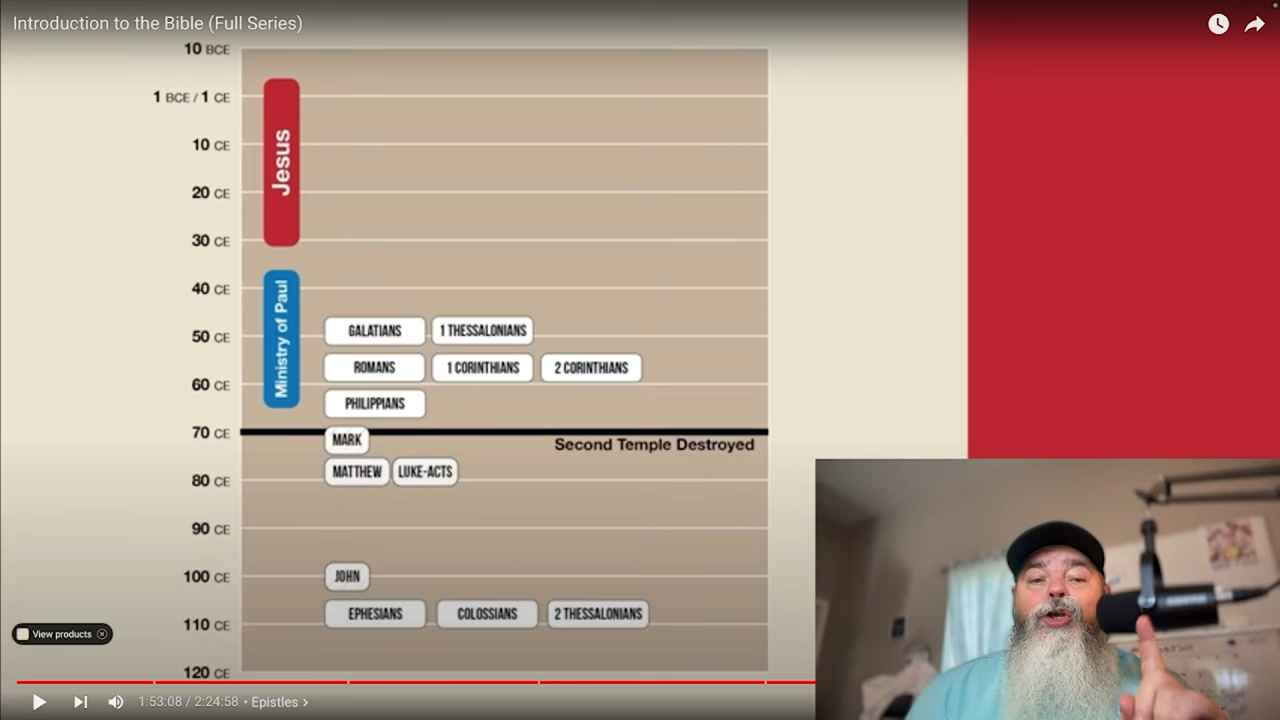 Introduction to the Bible (Full Series)
10 BCE
1 BCE / 1 CE
10 CE
20 CE
30 CE
40 CE
50 CE
60 CE
70 CE
80 CE
90 CE
100 CE
110 CE
120 CE
Jesus
Ministry of Paul
GALATIANS 1 THESSALONIANS
ROMANS 1 CORINTHIANS 2 CORINTHIANS
PHILIPPIANS
MARK
Second Temple Destroyed
MATTHEW LUKE-ACTS
JOHN
EPHESIANS COLOSSIANS 2 THESSALONIANS
View products
1:53:08 / 2:24:58 • Epistles >